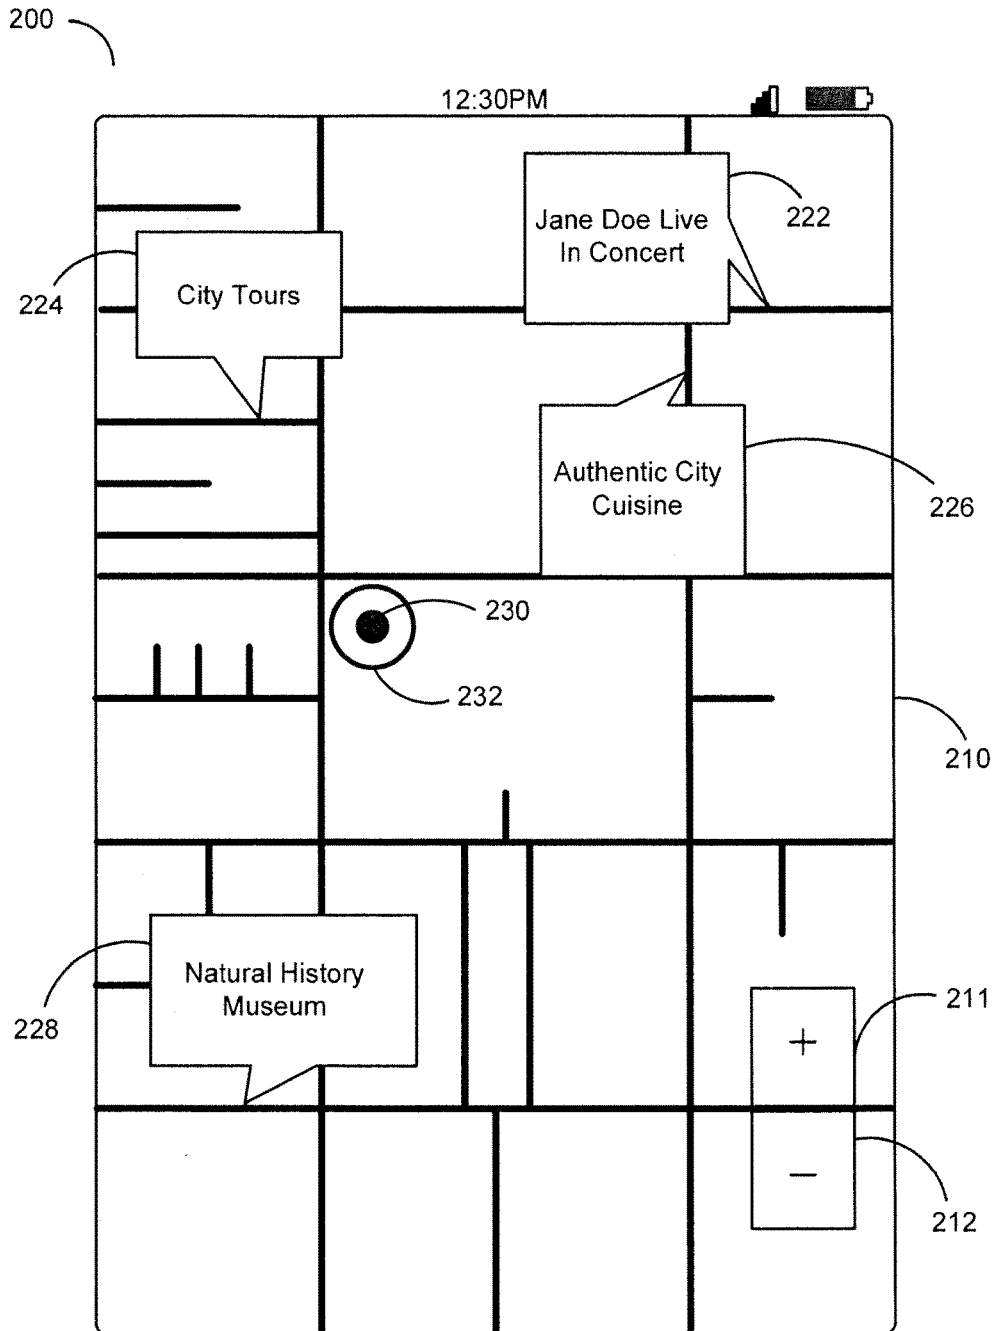 200
12:30PM
Jane Doe Live
In Concert
222
224
City Tours
Authentic City
Cuisine
226
230
232
210
Natural History
Museum
228
211
+
−
212